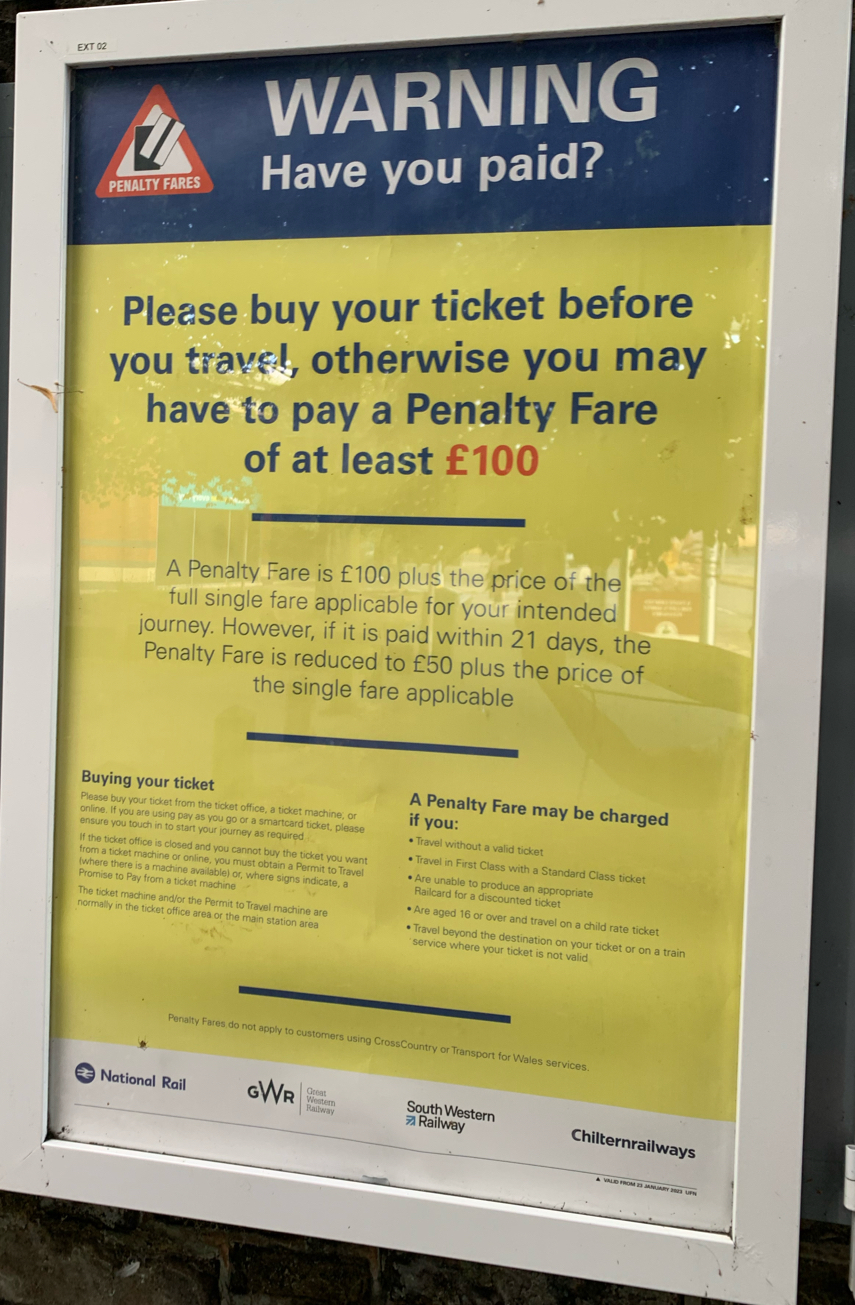 EXT 02
WARNING
Have you paid?
PENALTY FARES
Please buy your ticket before
you travel, otherwise you may
have to pay a Penalty Fare
of at least £100
A Penalty Fare is £100 plus the price of the
full single fare applicable for your intended
journey. However, if it is paid within 21 days, the
Penalty Fare is reduced to £50 plus the price of
the single fare applicable
Buying your ticket
Please buy your ticket from the ticket office, a ticket machine, or
online. If you are using pay as you go or a smartcard ticket, please
ensure you touch in to start your journey as required.
If the ticket office is closed and you cannot buy the ticket you want
from a ticket machine or online, you must obtain a Permit to Travel
(where there is a machine available) or, where signs indicate, a
Promise to Pay from a ticket machine
The ticket machine and/or the Permit to Travel machine are
normally in the ticket office area or the main station area
A Penalty Fare may be charged
if you:
• Travel without a valid ticket
• Travel in First Class with a Standard Class ticket
• Are unable to produce an appropriate
Railcard for a discounted ticket
• Are aged 16 or over and travel on a child rate ticket
• Travel beyond the destination on your ticket or on a train
service where your ticket is not valid
Penalty Fares do not apply to customers using CrossCountry or Transport for Wales services.
National Rail
GWR
Great
Western
Railway
South Western
Railway
Chilternrailways
▲ VALID FROM 23 JANUARY 2023 UFN